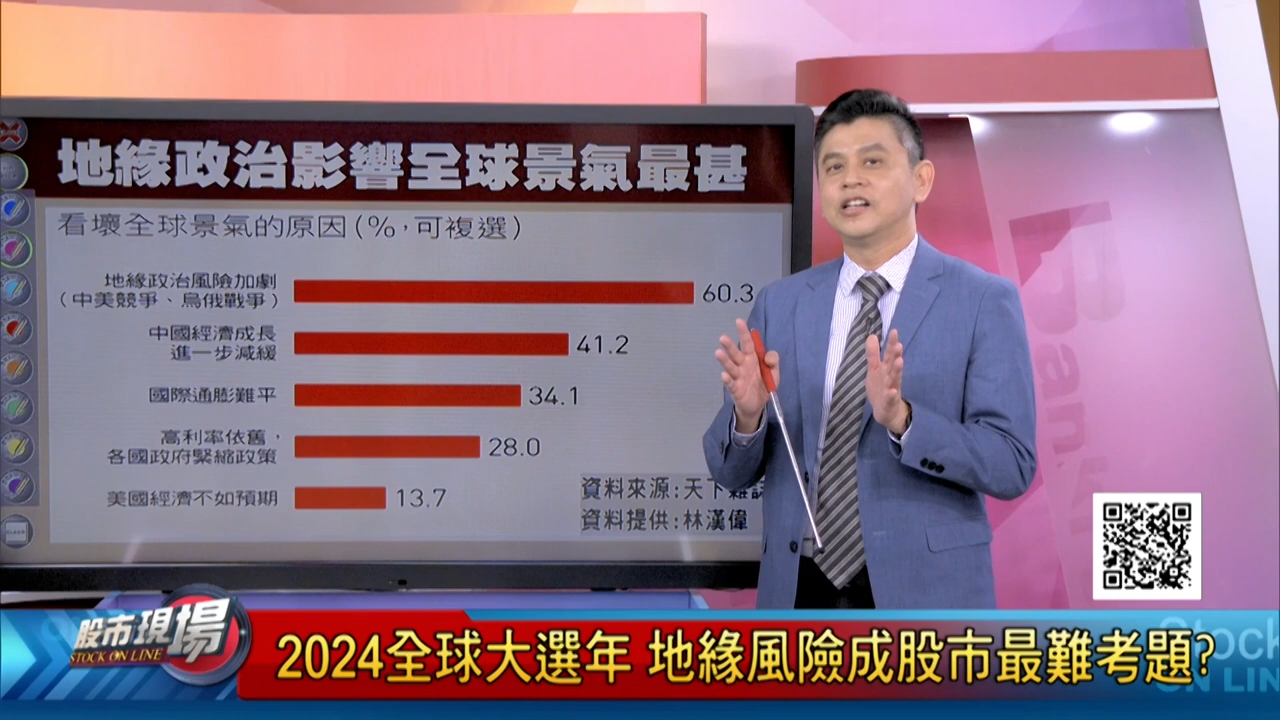 地緣政治影響全球景氣最甚
看壞全球景氣的原因(%,可複選)
地緣政治風險加劇
(中美競爭、烏俄戰爭)
60.3
中國經濟成長
進一步減緩
41.2
國際通膨難平
34.1
高利率依舊,
各國政府緊縮政策
28.0
美國經濟不如預期
13.7
資料來源:天下雜誌
資料提供:林漢偉
股市現場
STOCK ON LINE
2024全球大選年 地緣風險成股市最難考題?
Stock
ON LIN